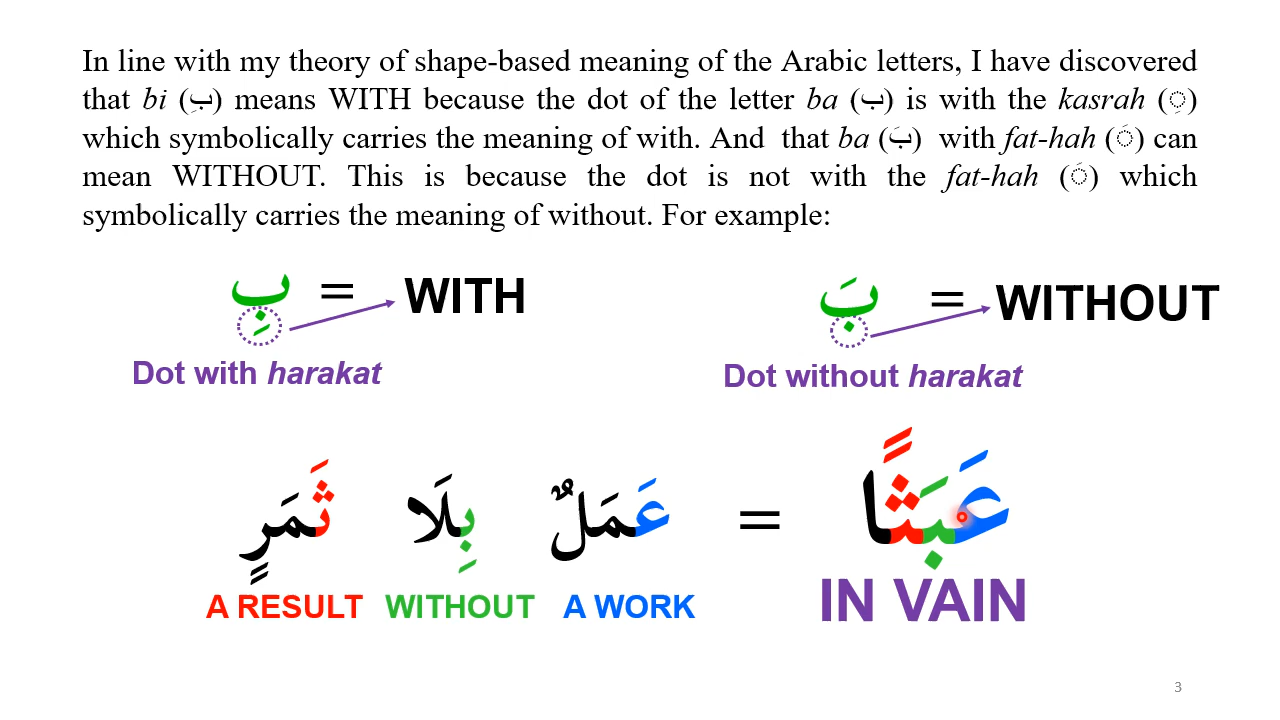 In line with my theory of shape-based meaning of the Arabic letters, I have discovered
that bi (بِ) means WITH because the dot of the letter ba (ب) is with the kasrah (ِ)
which symbolically carries the meaning of with. And that ba (بَ) with fat-hah (َ) can
mean WITHOUT. This is because the dot is not with the fat-hah (َ) which
symbolically carries the meaning of without. For example:
بِ = WITH
بَ = WITHOUT
Dot with harakat
Dot without harakat
عَبَثًا = عَمَلٌ بِلَا ثَمَرٍ
A RESULT WITHOUT A WORK
IN VAIN
3